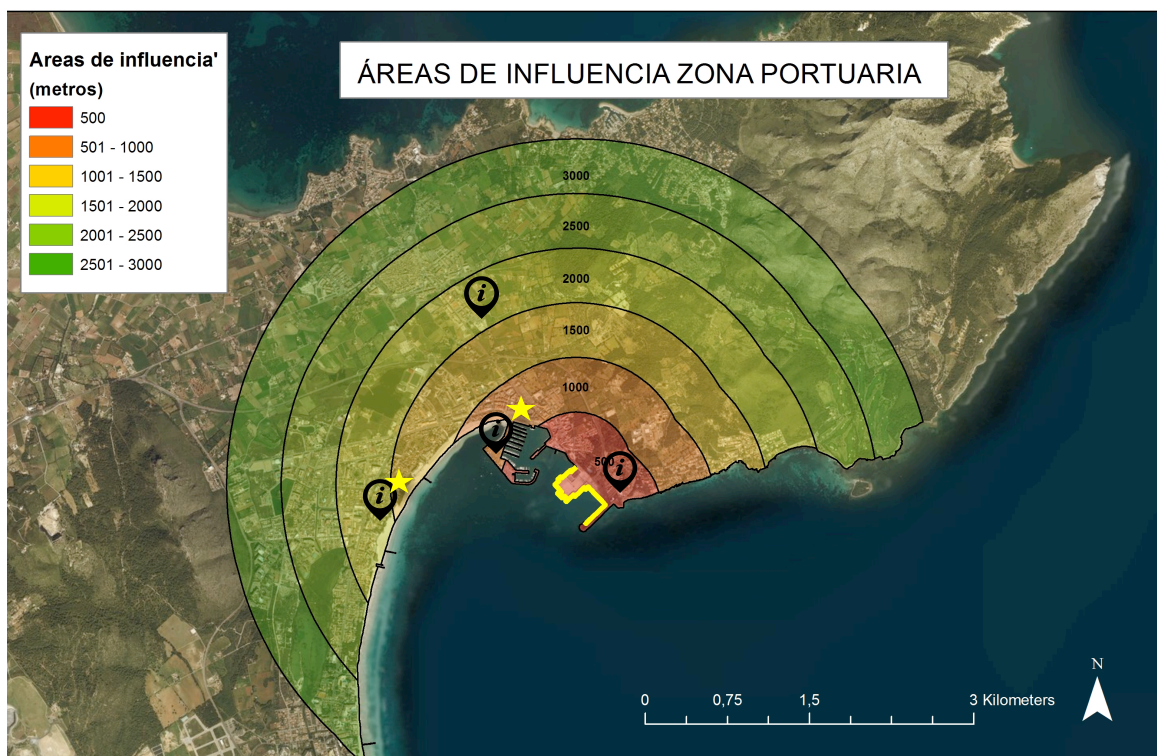 Areas de influencia'
(metros)
500
501 - 1000
1001 - 1500
1501 - 2000
2001 - 2500
2501 - 3000
ÁREAS DE INFLUENCIA ZONA PORTUARIA
3000
2500
2000
1500
1000
500
i
i
i
i
N
0 0,75 1,5 3 Kilometers